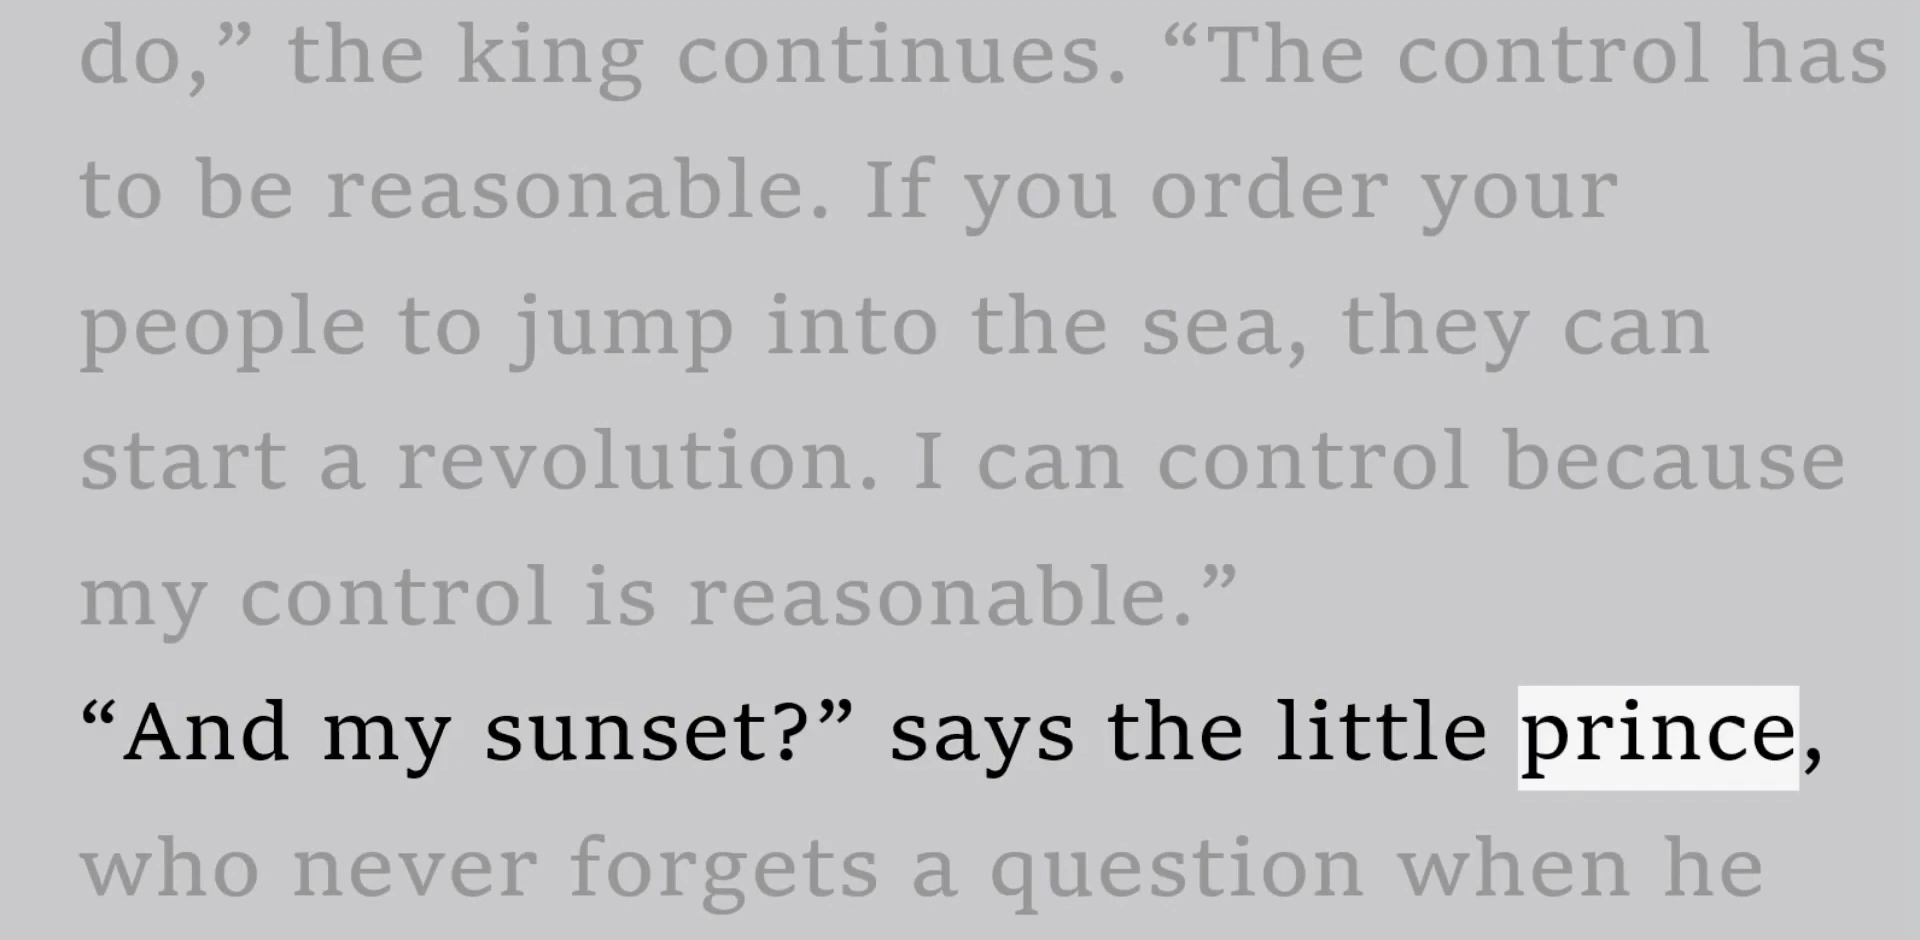 do,” the king continues. “The control has
to be reasonable. If you order your
people to jump into the sea, they can
start a revolution. I can control because
my control is reasonable.”
“And my sunset?” says the little prince,
who never forgets a question when he